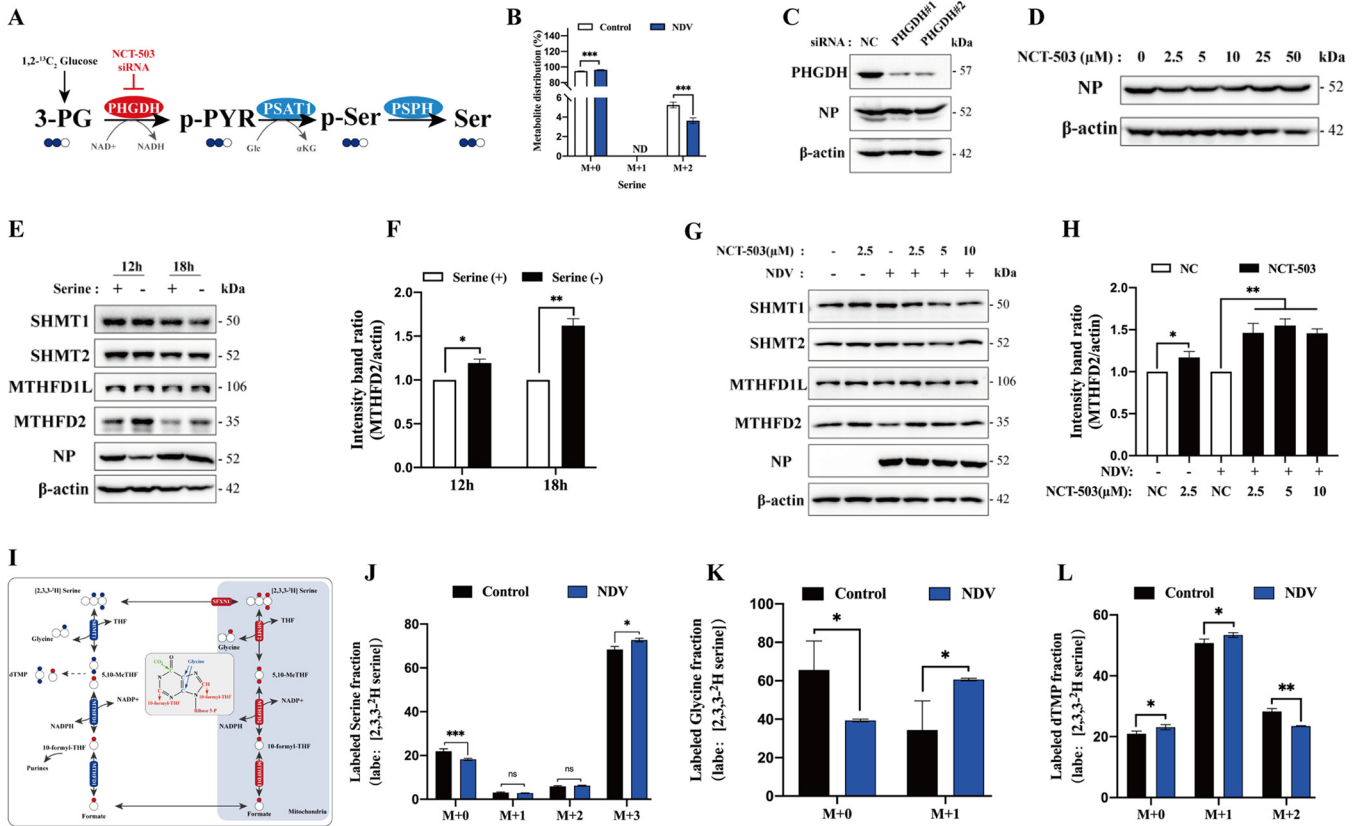 A
1,2-¹³C₂ Glucose
NCT-503
siRNA
3-PG
PHGDH
p-PYR
PSAT1
p-Ser
PSPH
Ser
NAD+
NADH
Glc
αKG
B
Control
NDV
Metabolite distribution (%)
140
120
100
80
60
6
4
2
0
***
***
ND
M+0
M+1
M+2
Serine
C
siRNA :
NC
PHGDH#1
PHGDH#2
kDa
PHGDH
- 57
NP
- 52
β-actin
- 42
D
NCT-503 (μM) :
0
2.5
5
10
25
50
kDa
NP
- 52
β-actin
- 42
E
12h
18h
Serine :
+
-
+
-
kDa
SHMT1
- 50
SHMT2
- 52
MTHFD1L
- 106
MTHFD2
- 35
NP
- 52
β-actin
- 42
F
Serine (+)
Serine (-)
Intensity band ratio
(MTHFD2/actin)
2.0
1.5
1.0
0.5
0.0
*
**
12h
18h
G
NCT-503(μM) :
-
2.5
-
2.5
5
10
NDV :
-
-
+
+
+
+
kDa
SHMT1
- 50
SHMT2
- 52
MTHFD1L
- 106
MTHFD2
- 35
NP
- 52
β-actin
- 42
H
NC
NCT-503
Intensity band ratio
(MTHFD2/actin)
2.0
1.5
1.0
0.5
0.0
*
**
NDV:
-
-
+
+
+
+
NCT-503(μM):
NC
2.5
NC
2.5
5
10
I
[2,3,3-²H] Serine
[2,3,3-²H] Serine
SFXN1
THF
THF
SHMT1
SHMT2
Glycine
Glycine
dTMP
5,10-MeTHF
5,10-MeTHF
CO₂
O
Glycine
CH
10-formyl-THF
10-formyl-THF
Ribose 5-P
NADP+
NADP+
NADPH
NADPH
10-formyl-THF
10-formyl-THF
Purines
Formate
Formate
Mitochondria
J
Control
NDV
Labeled Serine fraction
(labe: [2,3,3-²H serine])
80
60
40
20
0
***
ns
ns
*
M+0
M+1
M+2
M+3
K
Control
NDV
Labeled Glycine fraction
(labe: [2,3,3-²H serine])
100
80
60
40
20
0
*
*
M+0
M+1
L
Control
NDV
Labeled dTMP fraction
(labe: [2,3,3-²H serine])
60
40
20
0
*
*
**
M+0
M+1
M+2